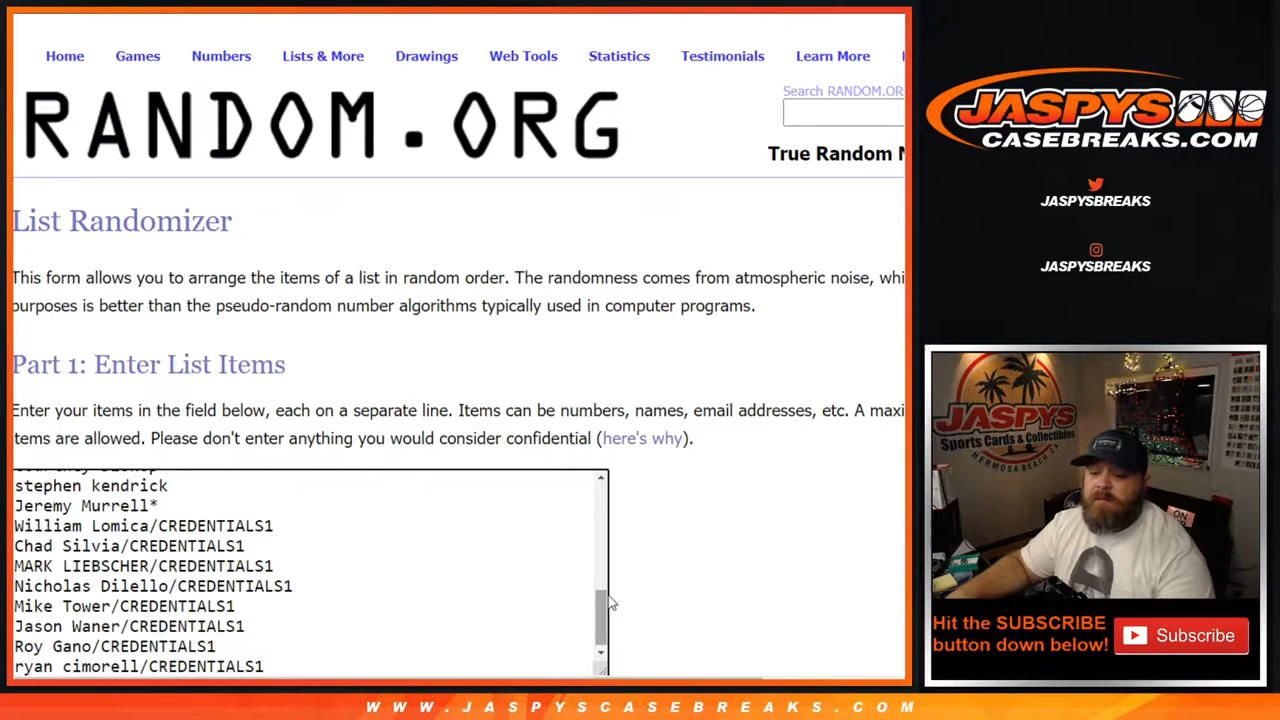 Home Games Numbers Lists & More Drawings Web Tools Statistics Testimonials Learn More
RANDOM.ORG
Search RANDOM.OR
True Random N
List Randomizer
This form allows you to arrange the items of a list in random order. The randomness comes from atmospheric noise, whi
purposes is better than the pseudo-random number algorithms typically used in computer programs.
Part 1: Enter List Items
Enter your items in the field below, each on a separate line. Items can be numbers, names, email addresses, etc. A maxi
items are allowed. Please don't enter anything you would consider confidential (here's why).
stephen kendrick
Jeremy Murrell*
William Lomica/CREDENTIALS1
Chad Silvia/CREDENTIALS1
MARK LIEBSCHER/CREDENTIALS1
Nicholas Dilello/CREDENTIALS1
Mike Tower/CREDENTIALS1
Jason Waner/CREDENTIALS1
Roy Gano/CREDENTIALS1
ryan cimorell/CREDENTIALS1
JASPYS
CASEBREAKS.COM
JASPYSBREAKS
JASPYSBREAKS
JASPYS
Sports Cards & Collectibles
HERMOSA BEACH, CA
ON
Hit the SUBSCRIBE
button down below!
Subscribe
WWW.JASPYSCASEBREAKS.COM